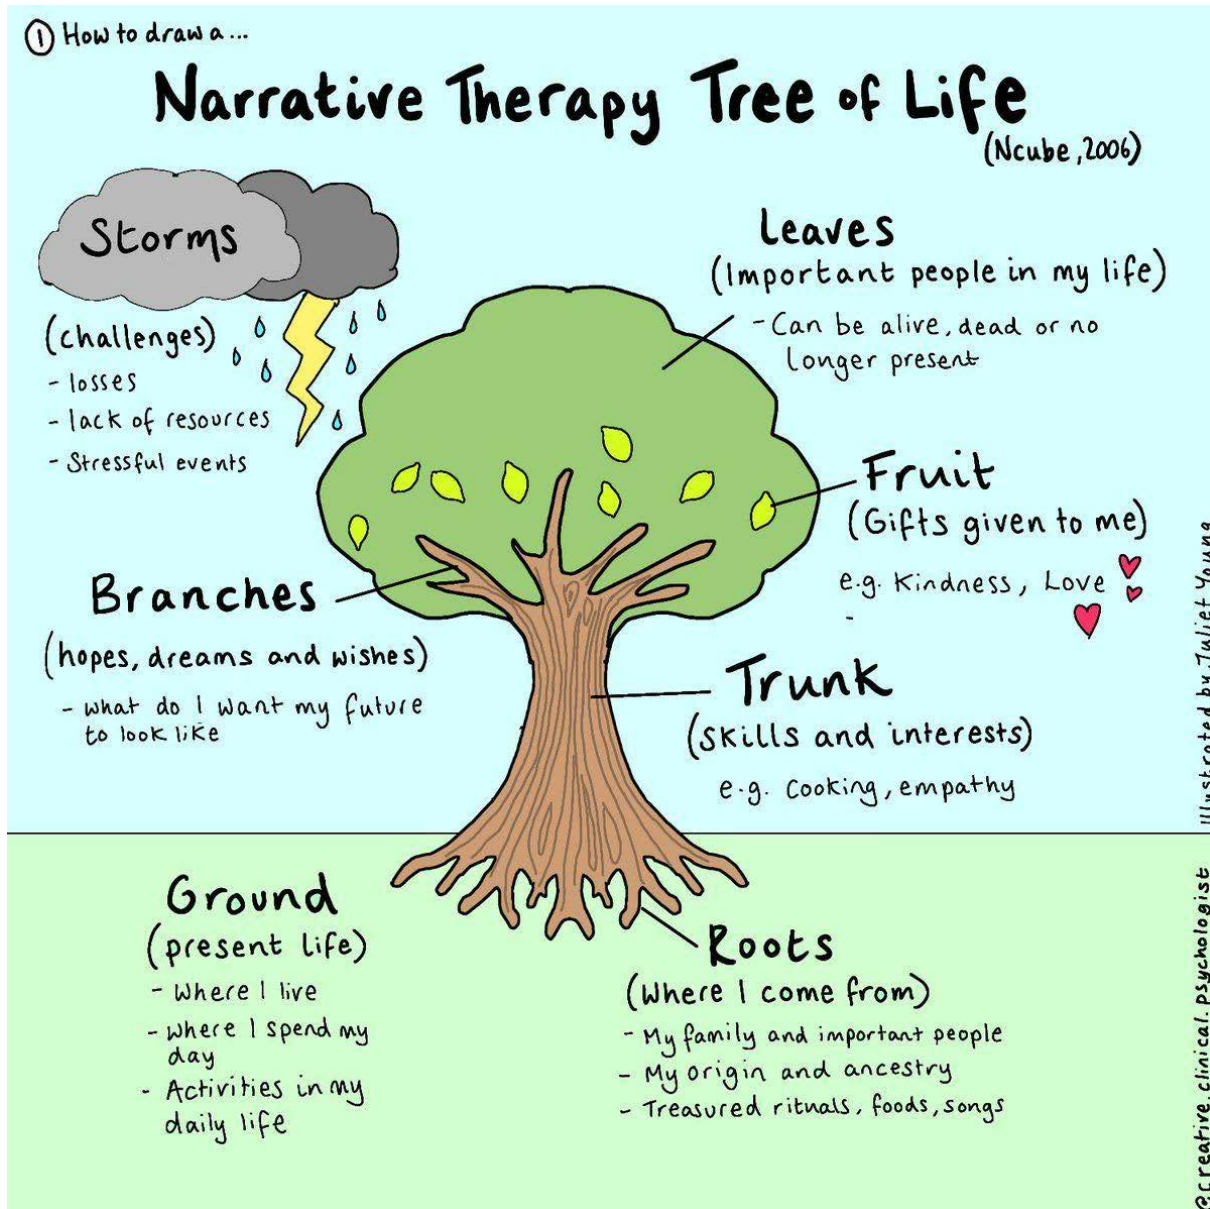 ① How to draw a...
Narrative Therapy Tree of Life
(Ncube, 2006)
Storms
(challenges)
- losses
- lack of resources
- Stressful events
Leaves
(Important people in my life)
- Can be alive, dead or no
longer present
Fruit
(Gifts given to me)
e.g. Kindness, Love
-
Branches
(hopes, dreams and wishes)
- what do I want my future
to look like
Trunk
(skills and interests)
e.g. cooking, empathy
Ground
(present life)
- Where I live
- where I spend my
day
- Activities in my
daily life
Roots
(Where I come from)
- My family and important people
- My origin and ancestry
- Treasured rituals, foods, songs
Illustrated by Juliet Young
@creative.clinical.psychologist